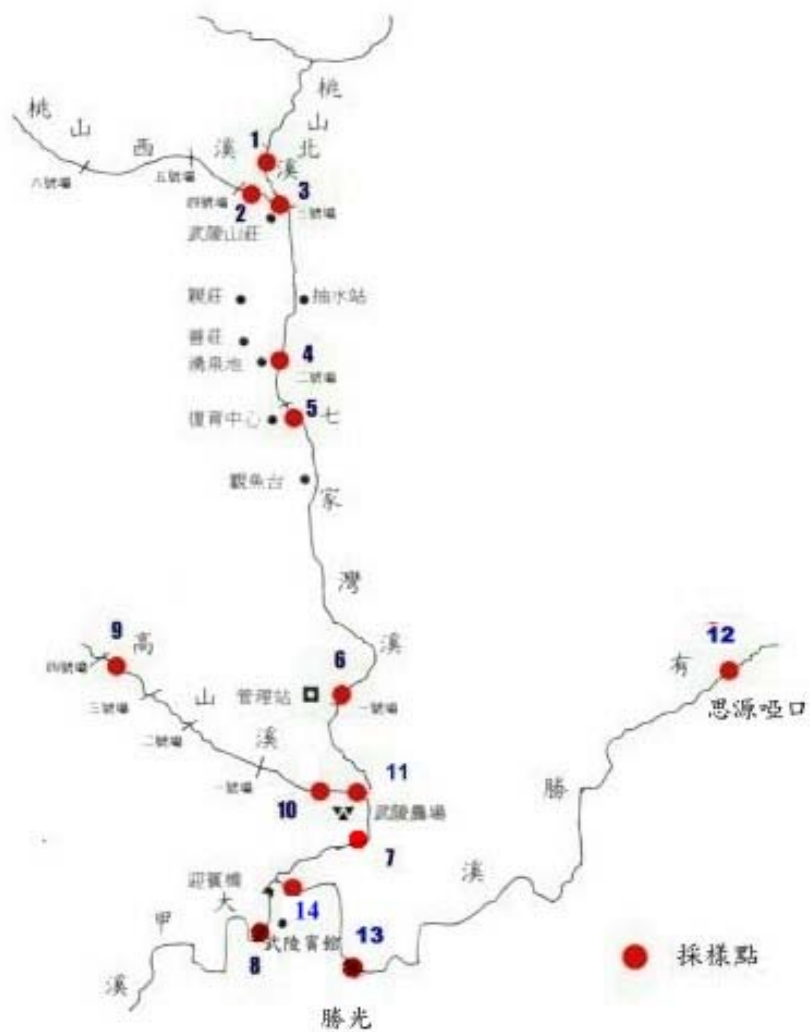 桃山北溪
桃山西溪
1
八號壩
五號壩
四號壩
2
3
三號壩
武陵山莊
觀莊
抽水站
善莊
湧泉池
4
二號壩
復育中心
5
七家灣溪
觀魚台
9
高山溪
四號壩
三號壩
二號壩
一號壩
6
管理站
一號壩
12
思源啞口
有勝溪
10
11
武陵農場
7
迎賓橋
14
武陵賓館
大甲溪
8
13
勝光
採樣點